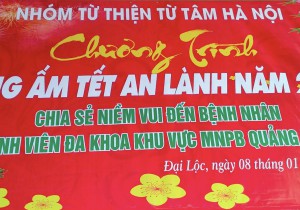 NHÓM TỪ THIỆN TỪ TÂM HÀ NỘI
Chương Trình
NG ẤM TẾT AN LÀNH NĂM
CHIA SẺ NIỀM VUI ĐẾN BỆNH NHÂN
NH VIÊN ĐA KHOA KHU VỰC MNPB QUẢNG
Đại Lộc, ngày 08 tháng 01